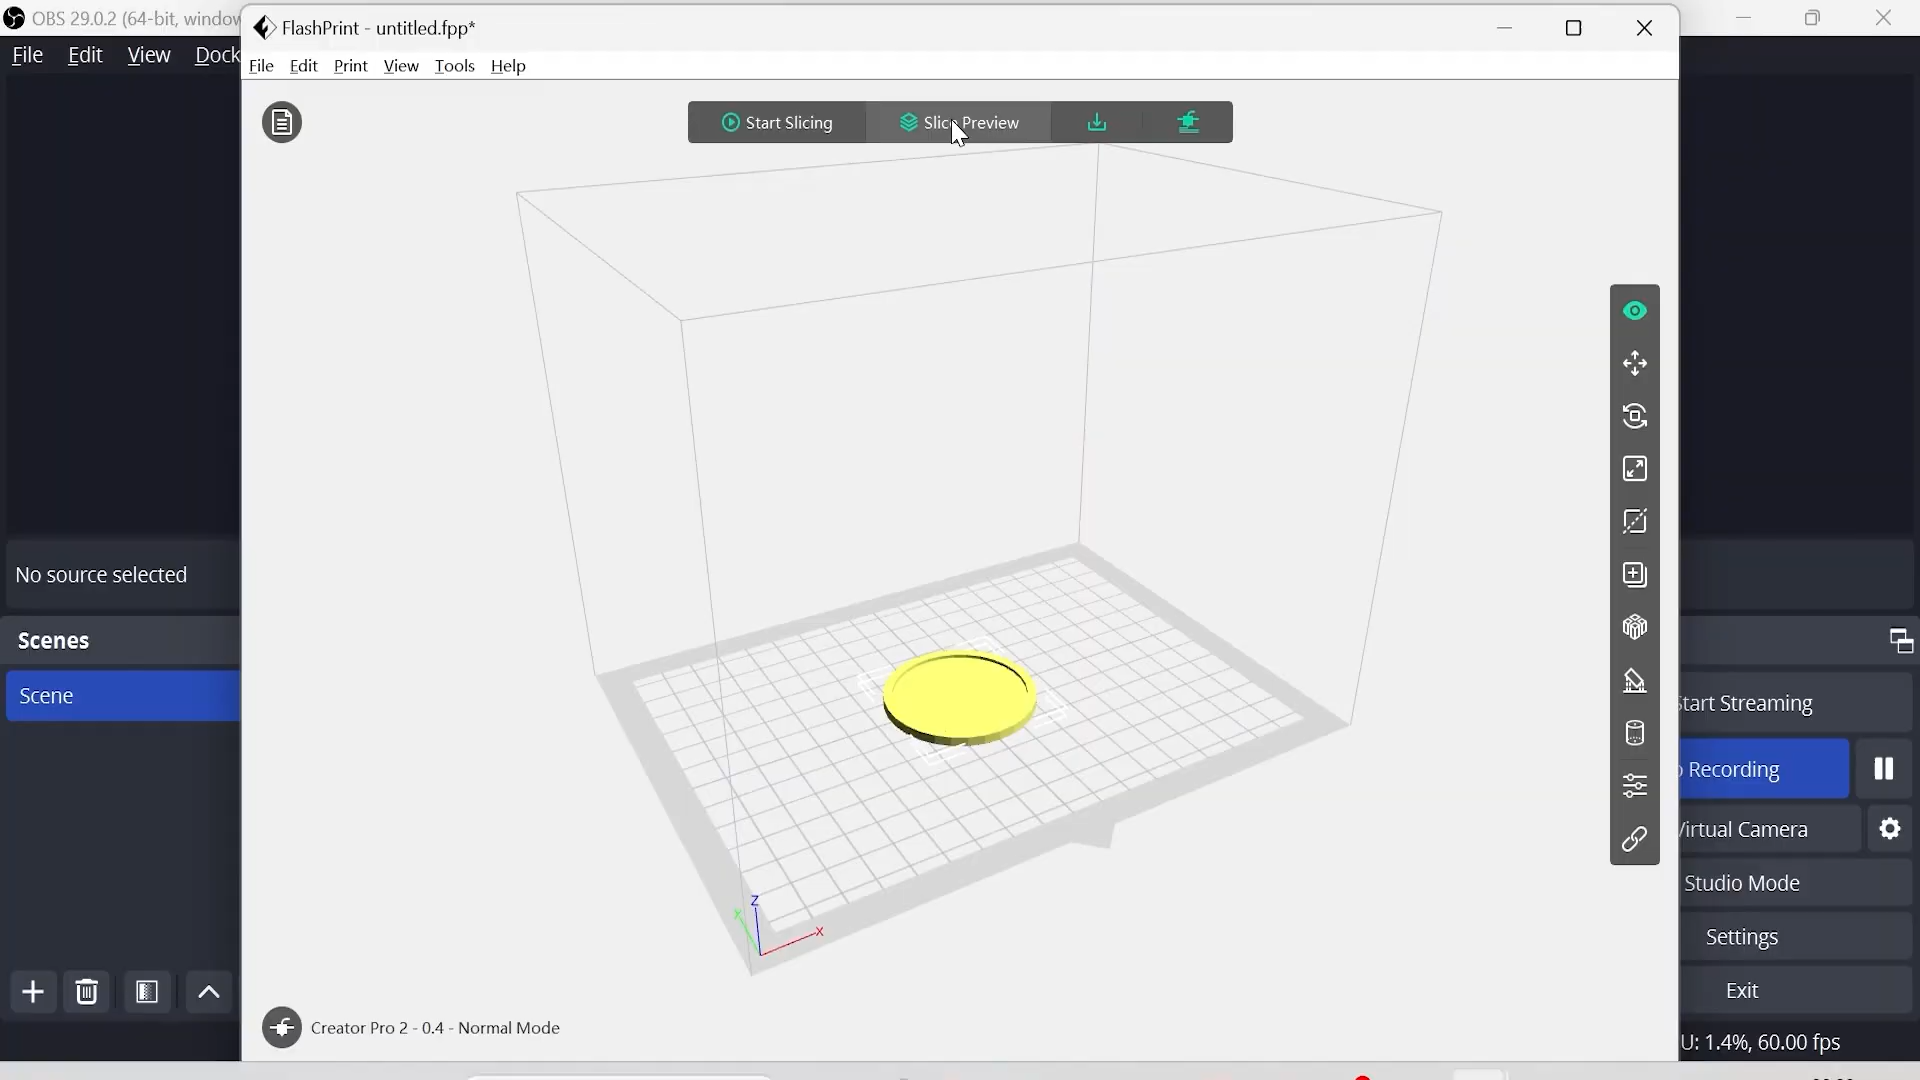 OBS 29.0.2 (64-bit, window
File Edit View Dock
FlashPrint - untitled.fpp*
File Edit Print View Tools Help
Start Slicing
Slice Preview
No source selected
Scenes
Scene
Start Streaming
Recording
Virtual Camera
Studio Mode
Settings
Exit
U: 1.4%, 60.00 fps
Z
Y
X
Creator Pro 2 - 0.4 - Normal Mode